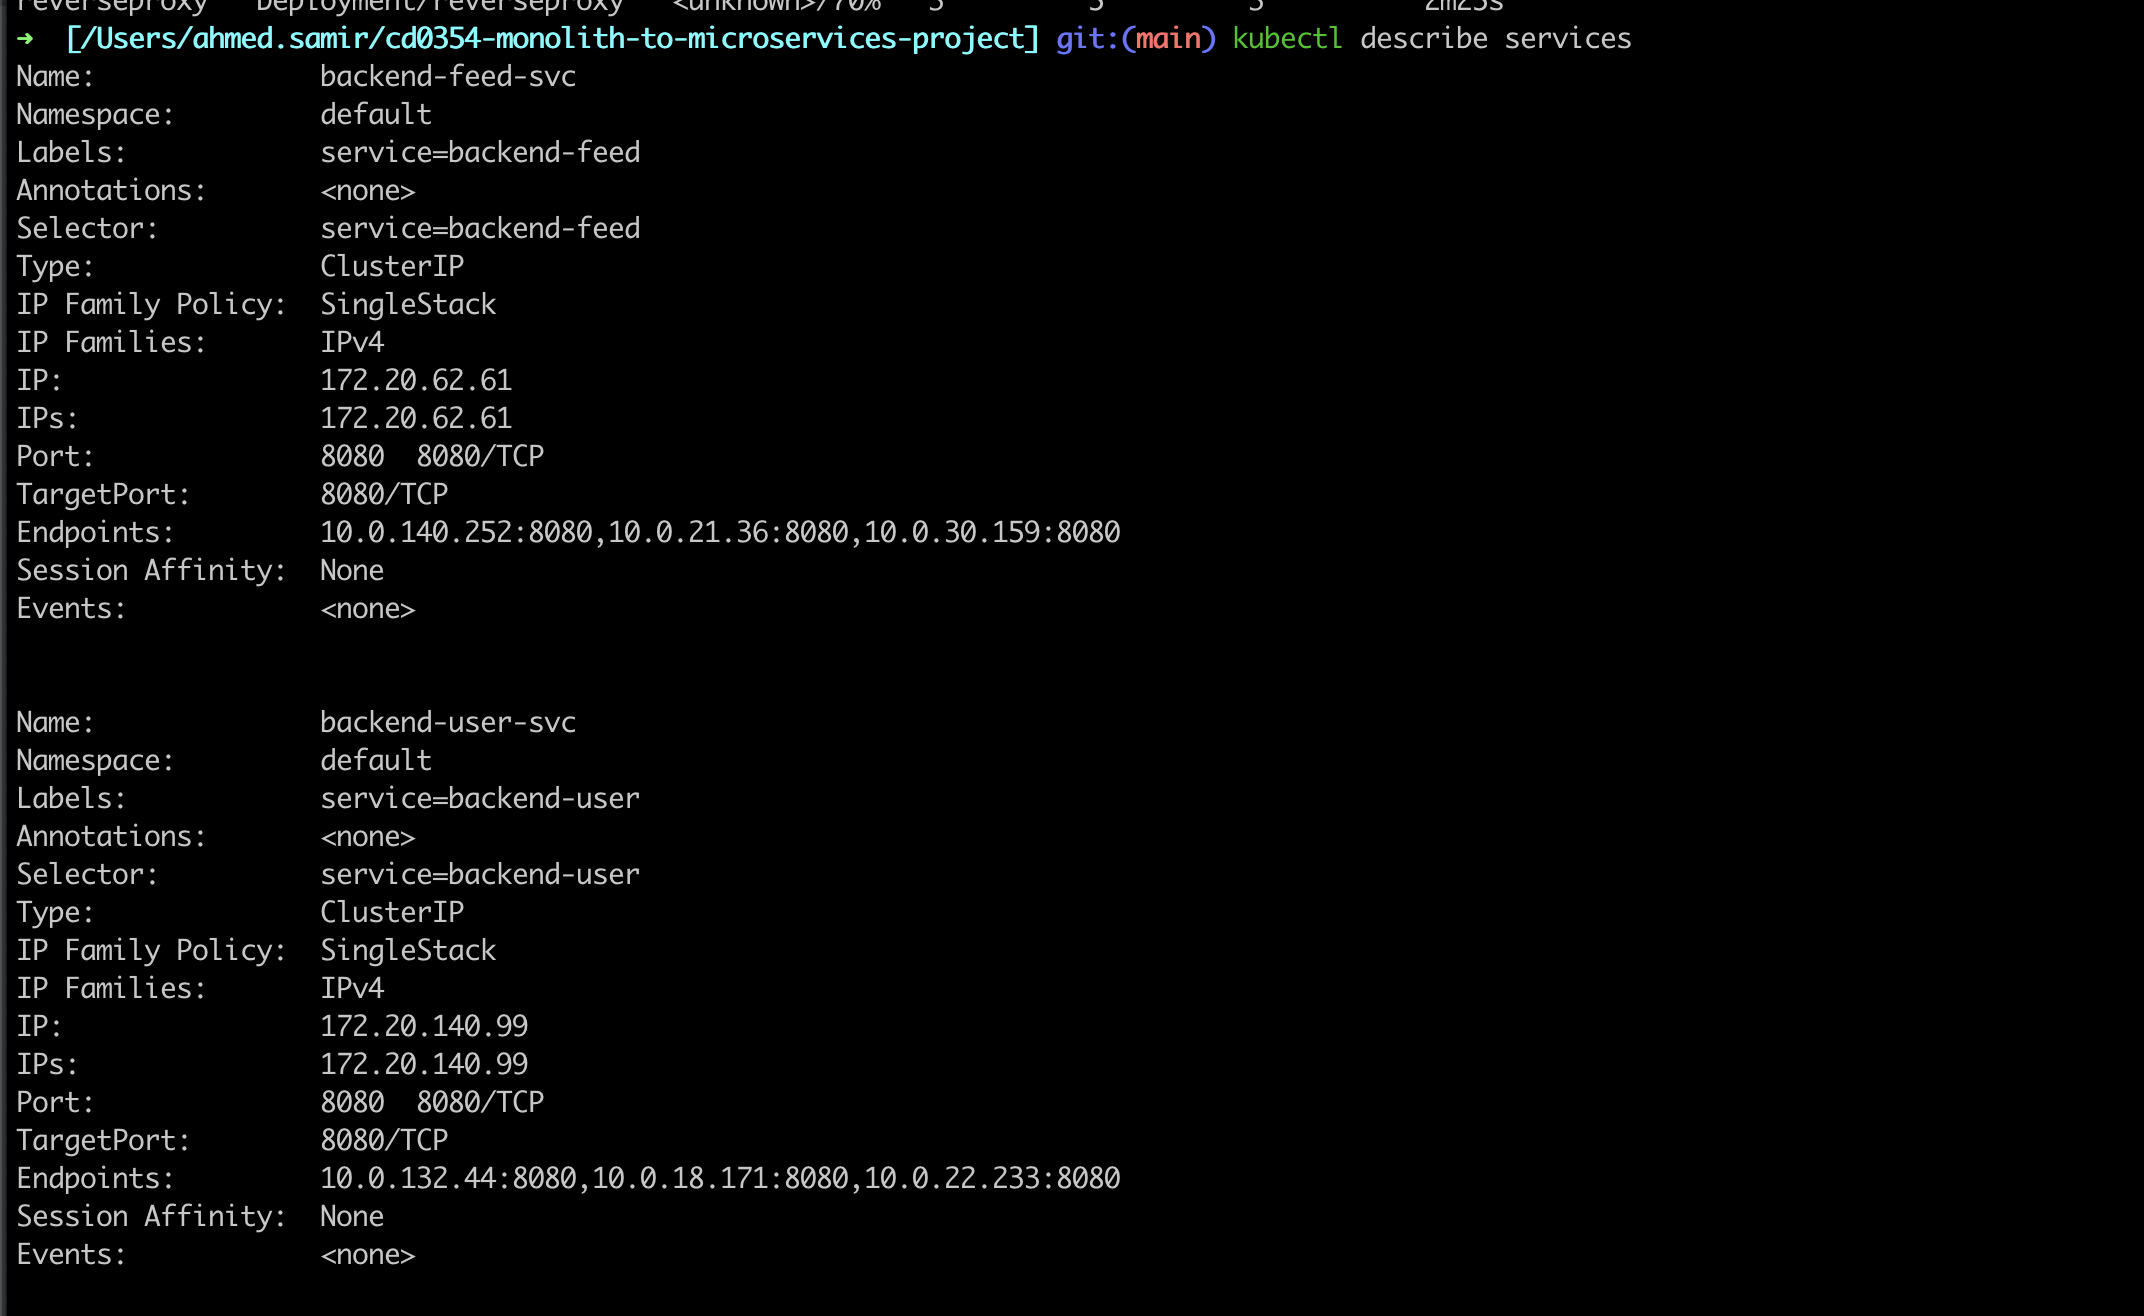 reverseproxy   Deployment/reverseproxy   <unknown>/70%
➜  [/Users/ahmed.samir/cd0354-monolith-to-microservices-project] git:(main) kubectl describe services
Name:              backend-feed-svc
Namespace:         default
Labels:            service=backend-feed
Annotations:       <none>
Selector:          service=backend-feed
Type:              ClusterIP
IP Family Policy:  SingleStack
IP Families:       IPv4
IP:                172.20.62.61
IPs:               172.20.62.61
Port:              8080  8080/TCP
TargetPort:        8080/TCP
Endpoints:         10.0.140.252:8080,10.0.21.36:8080,10.0.30.159:8080
Session Affinity:  None
Events:            <none>
Name:              backend-user-svc
Namespace:         default
Labels:            service=backend-user
Annotations:       <none>
Selector:          service=backend-user
Type:              ClusterIP
IP Family Policy:  SingleStack
IP Families:       IPv4
IP:                172.20.140.99
IPs:               172.20.140.99
Port:              8080  8080/TCP
TargetPort:        8080/TCP
Endpoints:         10.0.132.44:8080,10.0.18.171:8080,10.0.22.233:8080
Session Affinity:  None
Events:            <none>